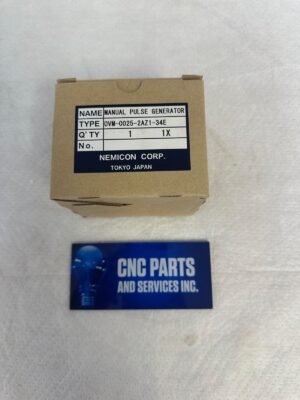 NAME MANUAL PULSE GENERATOR
TYPE OVM-0025-2AZ1-34E
Q'TY 1 1X
No.
NEMICON CORP.
TOKYO JAPAN
CNC PARTS
AND SERVICES INC.